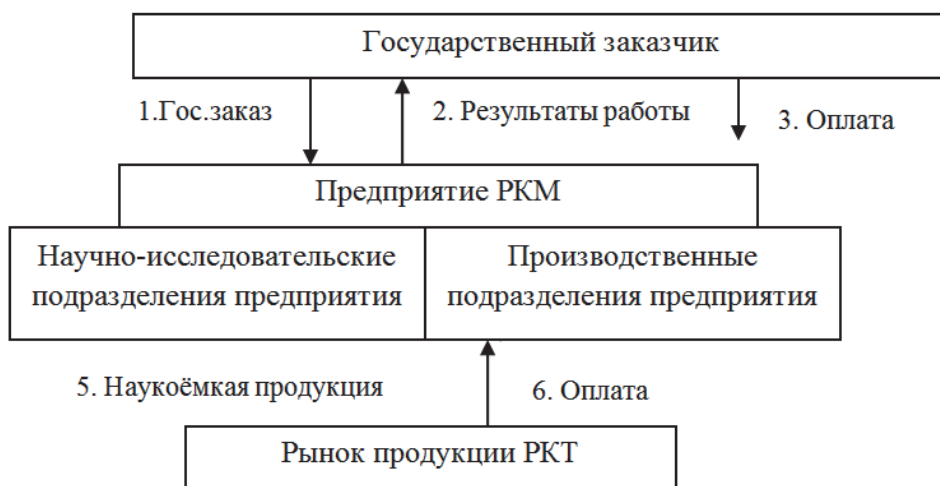 Государственный заказчик
1.Гос.заказ
2. Результаты работы
3. Оплата
Предприятие РКМ
Научно-исследовательские
подразделения предприятия
Производственные
подразделения предприятия
5. Наукоёмкая продукция
6. Оплата
Рынок продукции РКТ